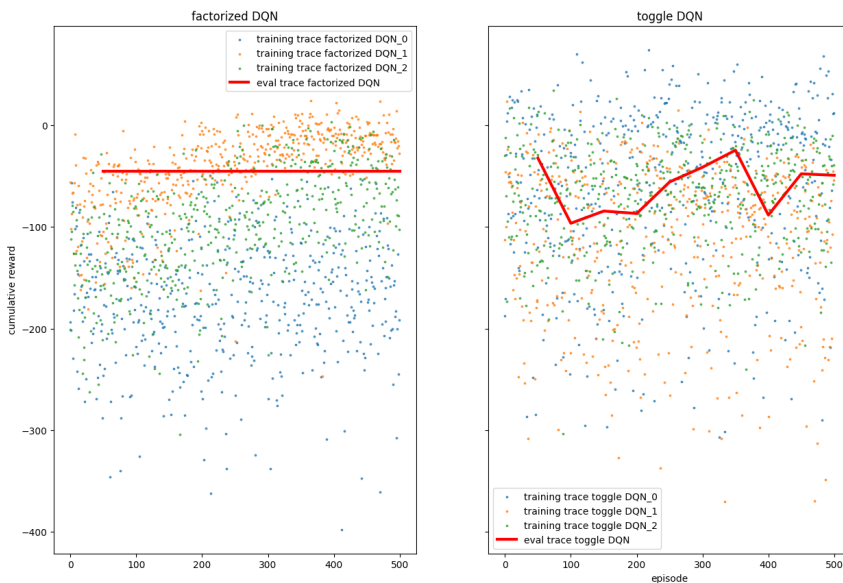 factorized DQN
training trace factorized DQN_0
training trace factorized DQN_1
training trace factorized DQN_2
eval trace factorized DQN
cumulative reward
0
−100
−200
−300
−400
0
100
200
300
400
500
toggle DQN
training trace toggle DQN_0
training trace toggle DQN_1
training trace toggle DQN_2
eval trace toggle DQN
0
100
200
300
400
500
episode